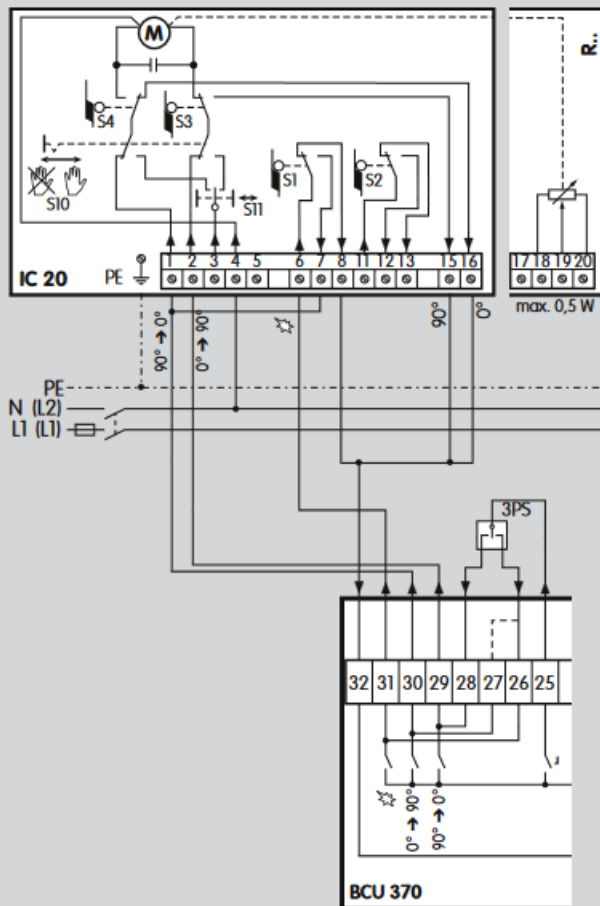 M
R..
S4
S3
S1
S2
S10
S11
1 2 3 4 5 6 7 8 11 12 13 15 16
17 18 19 20
IC 20
PE
max. 0,5 W
90° → 0°
0° → 90°
90°
0°
PE
N (L2)
L1 (L1)
3PS
32 31 30 29 28 27 26 25
0° → 90°
90° → 0°
BCU 370